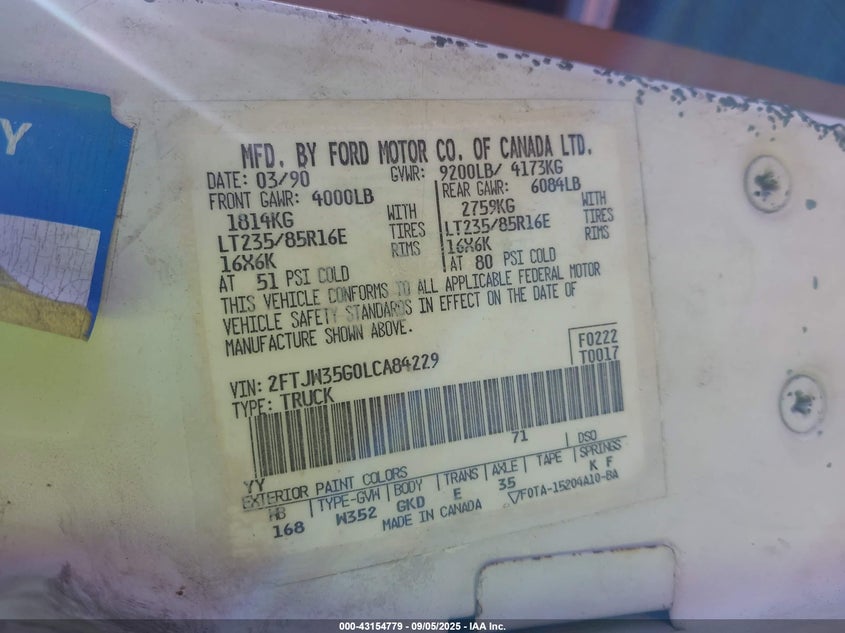 Y
MFD. BY FORD MOTOR CO. OF CANADA LTD.
DATE: 03/90 GVWR: 9200LB/ 4173KG
FRONT GAWR: 4000LB REAR GAWR: 6084LB
1814KG WITH 2759KG WITH
LT235/85R16E TIRES LT235/85R16E TIRES
16X6K RIMS 16X6K RIMS
AT 51 PSI COLD AT 80 PSI COLD
THIS VEHICLE CONFORMS TO ALL APPLICABLE FEDERAL MOTOR
VEHICLE SAFETY STANDARDS IN EFFECT ON THE DATE OF
MANUFACTURE SHOWN ABOVE.
F0222
T0017
VIN: 2FTJW35G0LCA84229
TYPE: TRUCK
71
YY
EXTERIOR PAINT COLORS DSO
WB TYPE-GVW BODY TRANS AXLE TAPE SPRINGS
168 W352 GKD E 35 K F
MADE IN CANADA ▽F0TA-15204A10-BA
000-43154779 - 09/05/2025 - IAA Inc.